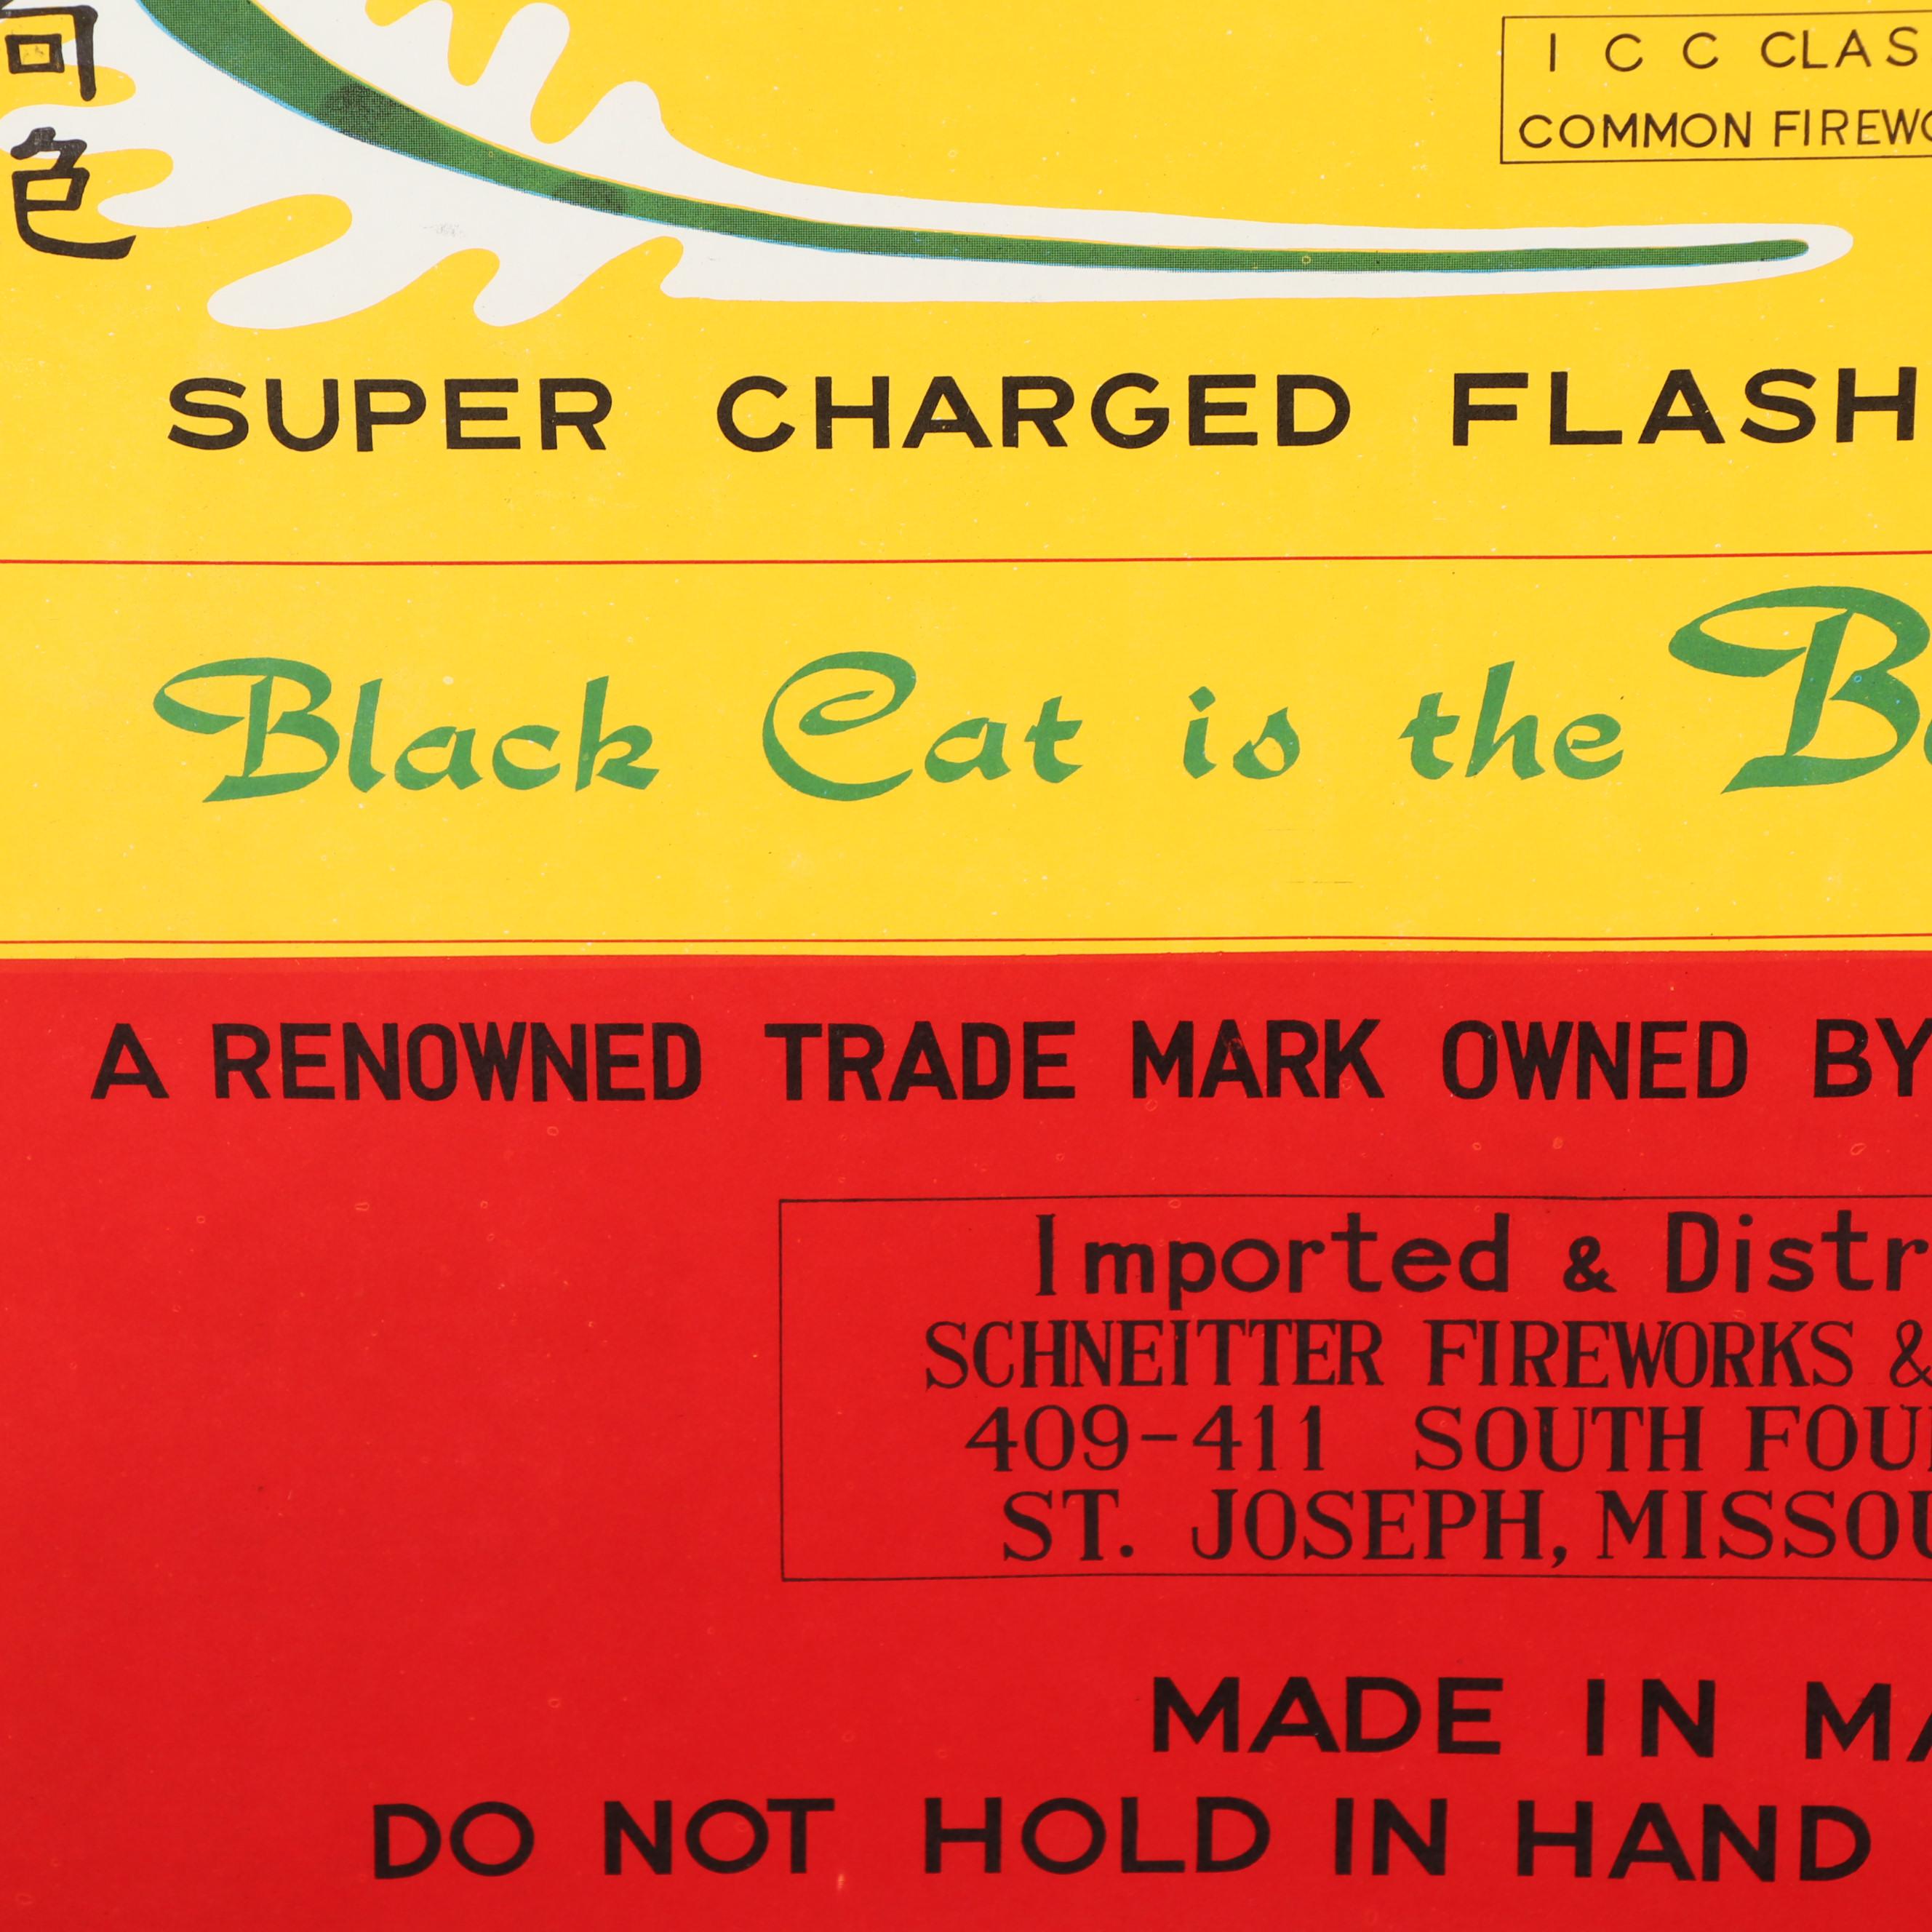 司
色
I C C CLAS
COMMON FIREWO
SUPER CHARGED FLASH
Black Cat is the B
A RENOWNED TRADE MARK OWNED BY
Imported & Distr
SCHNEITTER FIREWORKS &
409-411 SOUTH FOU
ST. JOSEPH, MISSOU
MADE IN MA
DO NOT HOLD IN HAND